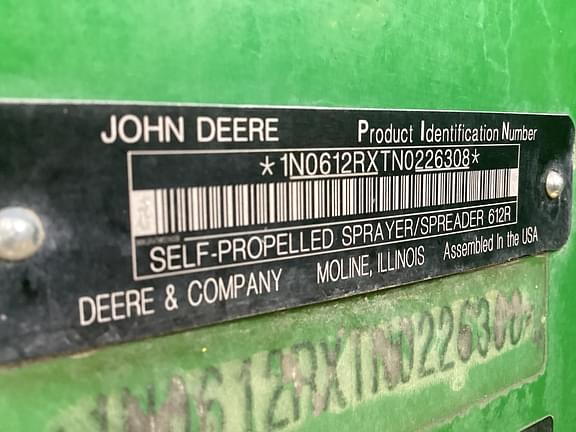 JOHN DEERE Product Identification Number
*1N0612RXTN0226308*
SELF-PROPELLED SPRAYER/SPREADER 612R
DEERE & COMPANY MOLINE, ILLINOIS Assembled In the USA
1N0612RXTN0226308